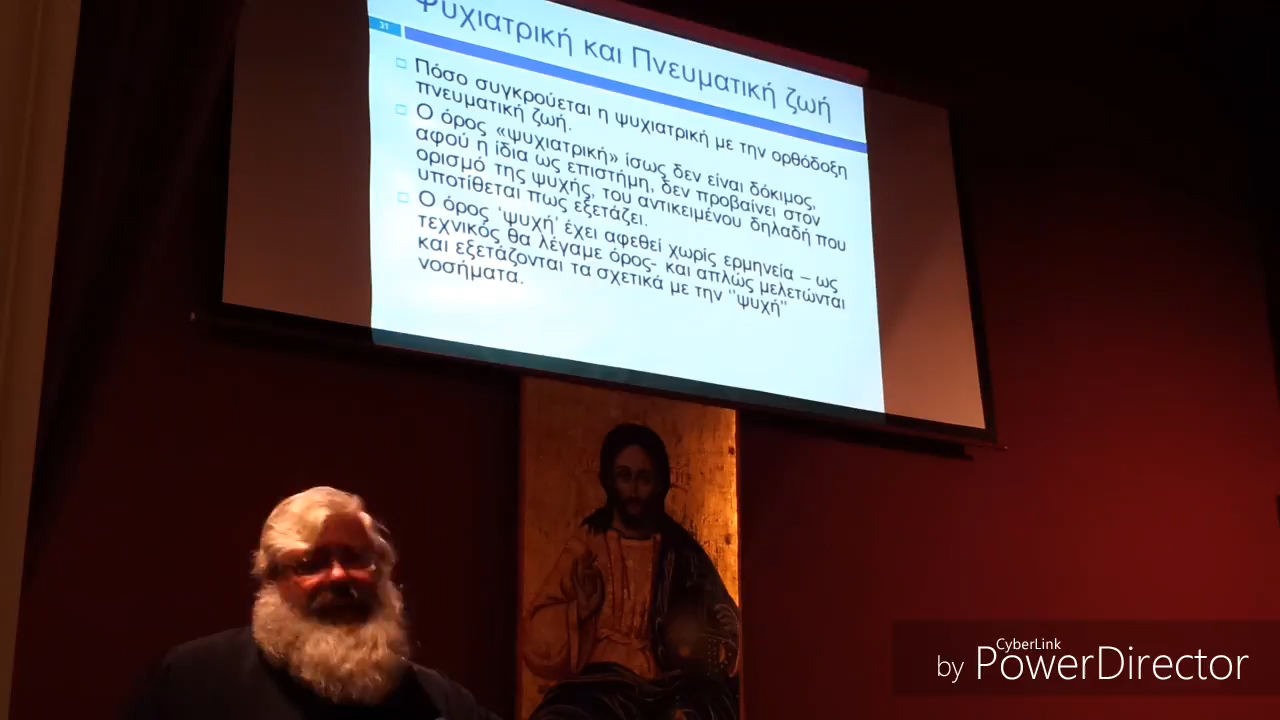 Ψυχιατρική και Πνευματική ζωή
31
Πόσο συγκρούεται η ψυχιατρική με την ορθόδοξη
πνευματική ζωή.
Ο όρος «ψυχιατρική» ίσως δεν είναι δόκιμος,
αφού η ίδια ως επιστήμη, δεν προβαίνει στον
ορισμό της ψυχής, του αντικειμένου δηλαδή που
υποτίθεται πως εξετάζει.
Ο όρος ‘ψυχή’ έχει αφεθεί χωρίς ερμηνεία – ως
τεχνικός θα λέγαμε όρος- και απλώς μελετώνται
και εξετάζονται τα σχετικά με την "ψυχή"
νοσήματα.
CyberLink
by PowerDirector